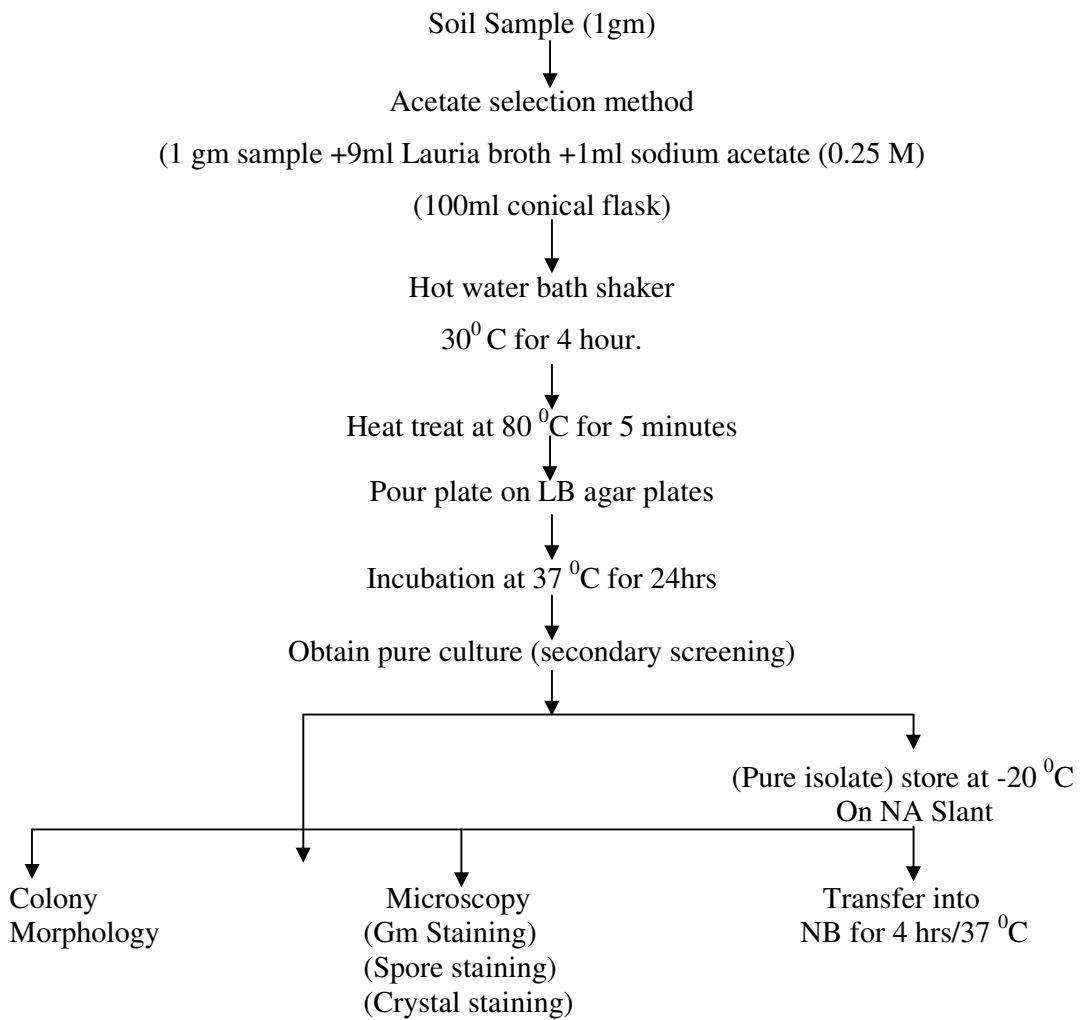 Soil Sample (1gm)
Acetate selection method
(1 gm sample +9ml Lauria broth +1ml sodium acetate (0.25 M)
(100ml conical flask)
Hot water bath shaker
30⁰ C for 4 hour.
Heat treat at 80 ⁰C for 5 minutes
Pour plate on LB agar plates
Incubation at 37 ⁰C for 24hrs
Obtain pure culture (secondary screening)
(Pure isolate) store at -20 ⁰C
On NA Slant
Colony
Morphology
Microscopy
(Gm Staining)
(Spore staining)
(Crystal staining)
Transfer into
NB for 4 hrs/37 ⁰C